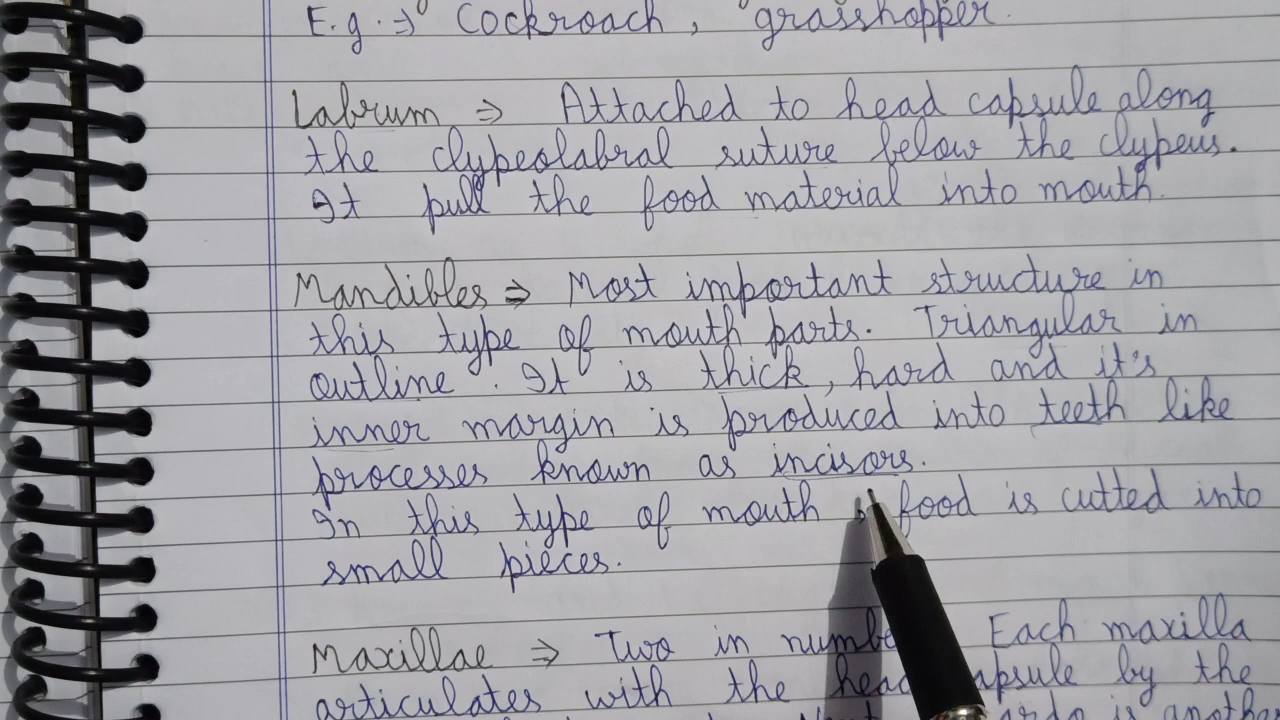 E.g. ⇒ Cockroach, grasshopper.
Labrum ⇒ Attached to head capsule along
the clypeolabral suture below the clypeus.
It pull the food material into mouth.
Mandibles ⇒ Most important structure in
this type of mouth parts. Triangular in
outline. It is thick, hard and it's
inner margin is produced into teeth like
processes known as incisors.
In this type of mouth, food is cutted into
small pieces.
Maxillae ⇒ Two in Each maxilla
articulates with the by the
is